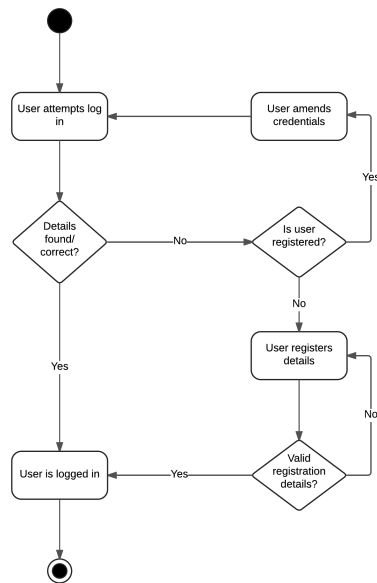 User attempts log
in
User amends
credentials
Yes
Details
found/
correct?
No
Is user
registered?
No
User registers
details
Yes
No
User is logged in
Yes
Valid
registration
details?